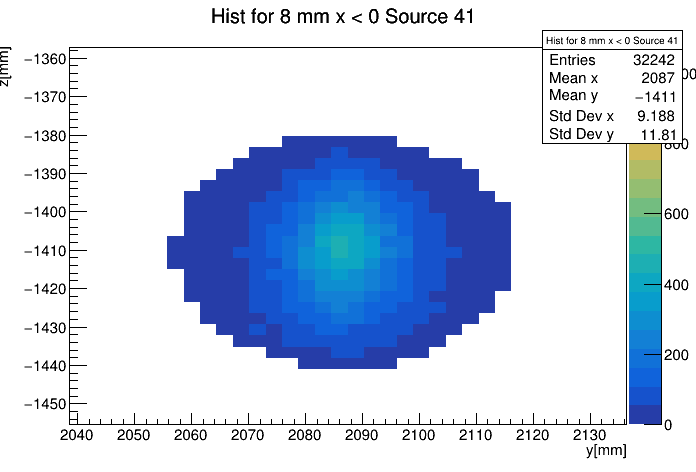 Hist for 8 mm x < 0 Source 41
Hist for 8 mm x < 0 Source 41
Entries 32242
Mean x 2087
Mean y −1411
Std Dev x 9.188
Std Dev y 11.81
z[mm]
−1360
−1370
−1380
−1390
−1400
−1410
−1420
−1430
−1440
−1450
2040 2050 2060 2070 2080 2090 2100 2110 2120 2130
y[mm]
800
600
400
200
0